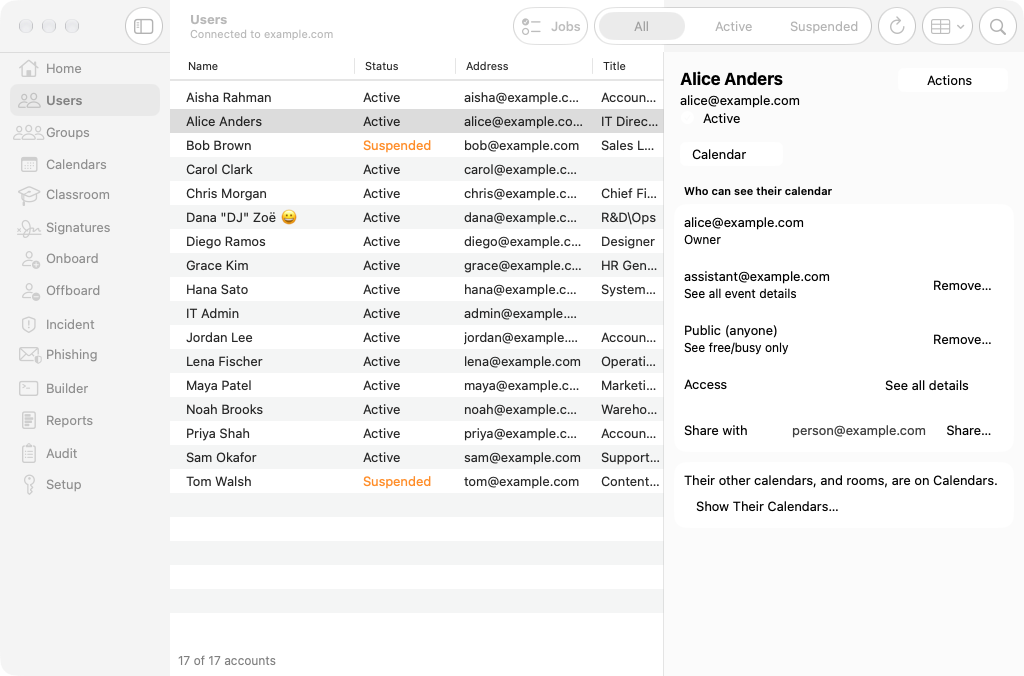 Users
Connected to example.com
Jobs
All
Active
Suspended
Home
Users
Groups
Calendars
Classroom
Signatures
Onboard
Offboard
Incident
Phishing
Builder
Reports
Audit
Setup
Name Status Address Title
Aisha Rahman Active aisha@example.c... Accoun...
Alice Anders Active alice@example.co... IT Direc...
Bob Brown Suspended bob@example.com Sales L...
Carol Clark Active carol@example.c...
Chris Morgan Active chris@example.c... Chief Fi...
Dana "DJ" Zoë 😀 Active dana@example.c... R&D\Ops
Diego Ramos Active diego@example.c... Designer
Grace Kim Active grace@example.c... HR Gen...
Hana Sato Active hana@example.c... System...
IT Admin Active admin@example....
Jordan Lee Active jordan@example.... Accoun...
Lena Fischer Active lena@example.com Operati...
Maya Patel Active maya@example.c... Marketi...
Noah Brooks Active noah@example.c... Wareho...
Priya Shah Active priya@example.c... Accoun...
Sam Okafor Active sam@example.com Support...
Tom Walsh Suspended tom@example.com Content...
17 of 17 accounts
Alice Anders
Actions
alice@example.com
Active
Calendar
Who can see their calendar
alice@example.com
Owner
assistant@example.com
See all event details
Remove...
Public (anyone)
See free/busy only
Remove...
Access See all details
Share with person@example.com Share...
Their other calendars, and rooms, are on Calendars.
Show Their Calendars...